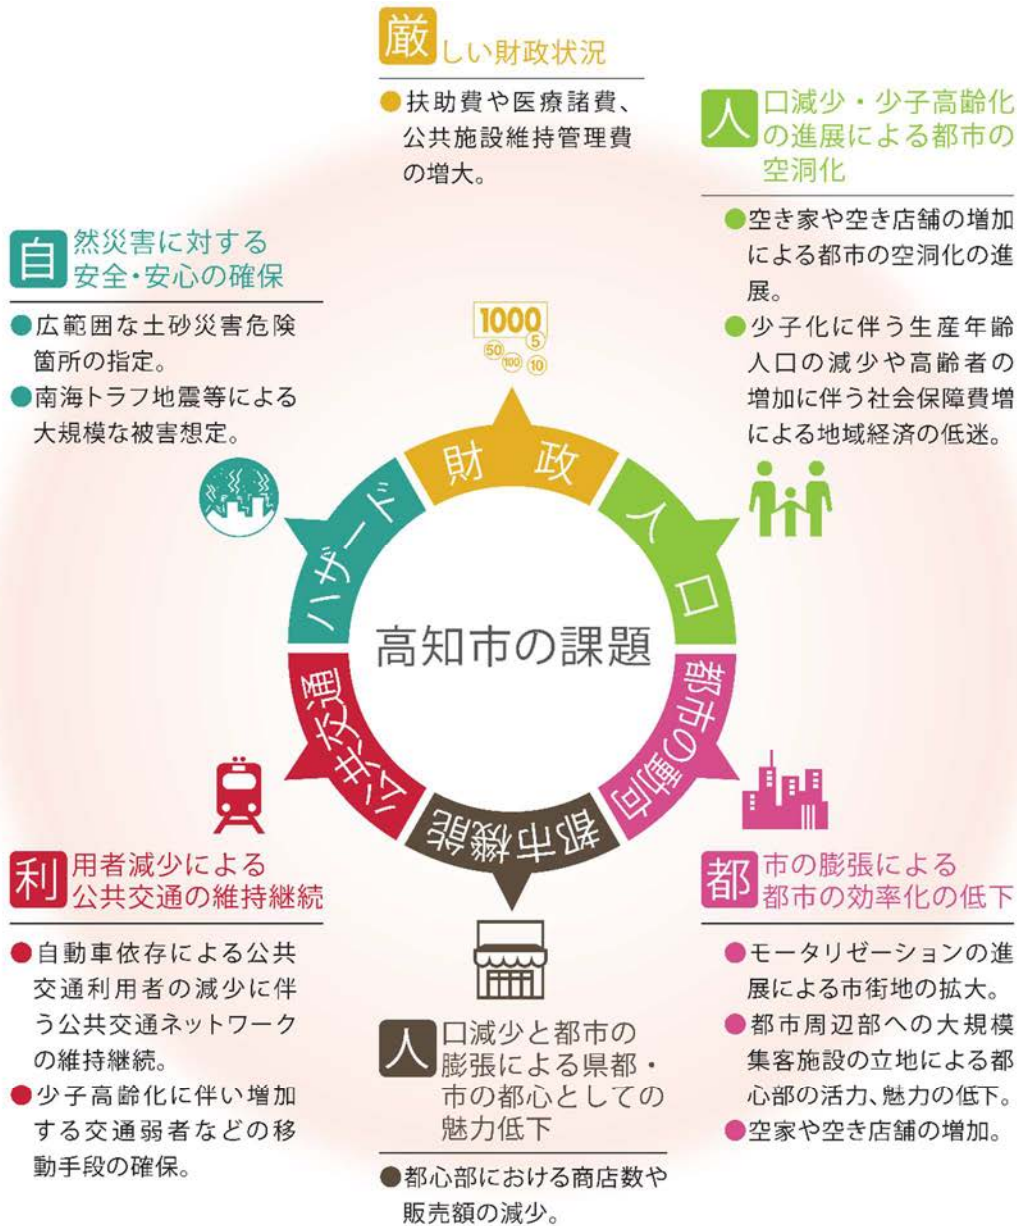 厳しい財政状況
●扶助費や医療諸費、
公共施設維持管理費
の増大。
人口減少・少子高齢化
の進展による都市の
空洞化
●空き家や空き店舗の増加
による都市の空洞化の進
展。
●少子化に伴う生産年齢
人口の減少や高齢者の
増加に伴う社会保障費増
による地域経済の低迷。
自然災害に対する
安全・安心の確保
●広範囲な土砂災害危険
箇所の指定。
●南海トラフ地震等による
大規模な被害想定。
1000
5
50
100
10
財政
人口
都市の動向
都市機能
公共交通
ハザード
高知市の課題
利用者減少による
公共交通の維持継続
●自動車依存による公共
交通利用者の減少に伴
う公共交通ネットワーク
の維持継続。
●少子高齢化に伴い増加
する交通弱者などの移
動手段の確保。
人口減少と都市の
膨張による県都・
市の都心としての
魅力低下
●都心部における商店数や
販売額の減少。
都市の膨張による
都市の効率化の低下
●モータリゼーションの進
展による市街地の拡大。
●都市周辺部への大規模
集客施設の立地による都
心部の活力、魅力の低下。
●空家や空き店舗の増加。